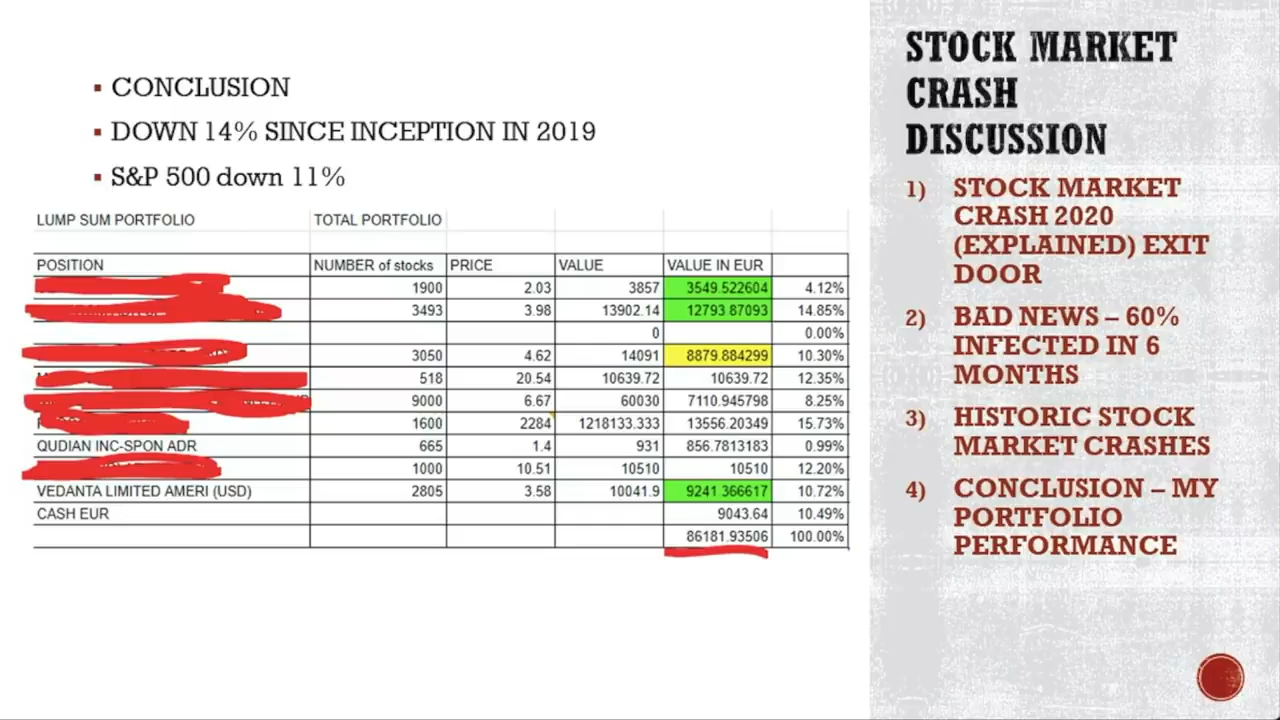 ▪ CONCLUSION
▪ DOWN 14% SINCE INCEPTION IN 2019
▪ S&P 500 down 11%
LUMP SUM PORTFOLIO TOTAL PORTFOLIO
POSITION NUMBER of stocks PRICE VALUE VALUE IN EUR
1900 2.03 3857 3549.522604 4.12%
3493 3.98 13902.14 12793.87093 14.85%
0 0.00%
3050 4.62 14091 8879.884299 10.30%
518 20.54 10639.72 10639.72 12.35%
9000 6.67 60030 7110.945798 8.25%
1600 2284 1218133.333 13556.20349 15.73%
QUDIAN INC-SPON ADR 665 1.4 931 856.7813183 0.99%
1000 10.51 10510 10510 12.20%
VEDANTA LIMITED AMERI (USD) 2805 3.58 10041.9 9241.366617 10.72%
CASH EUR 9043.64 10.49%
86181.93506 100.00%
STOCK MARKET
CRASH
DISCUSSION
1) STOCK MARKET
CRASH 2020
(EXPLAINED) EXIT
DOOR
2) BAD NEWS – 60%
INFECTED IN 6
MONTHS
3) HISTORIC STOCK
MARKET CRASHES
4) CONCLUSION – MY
PORTFOLIO
PERFORMANCE